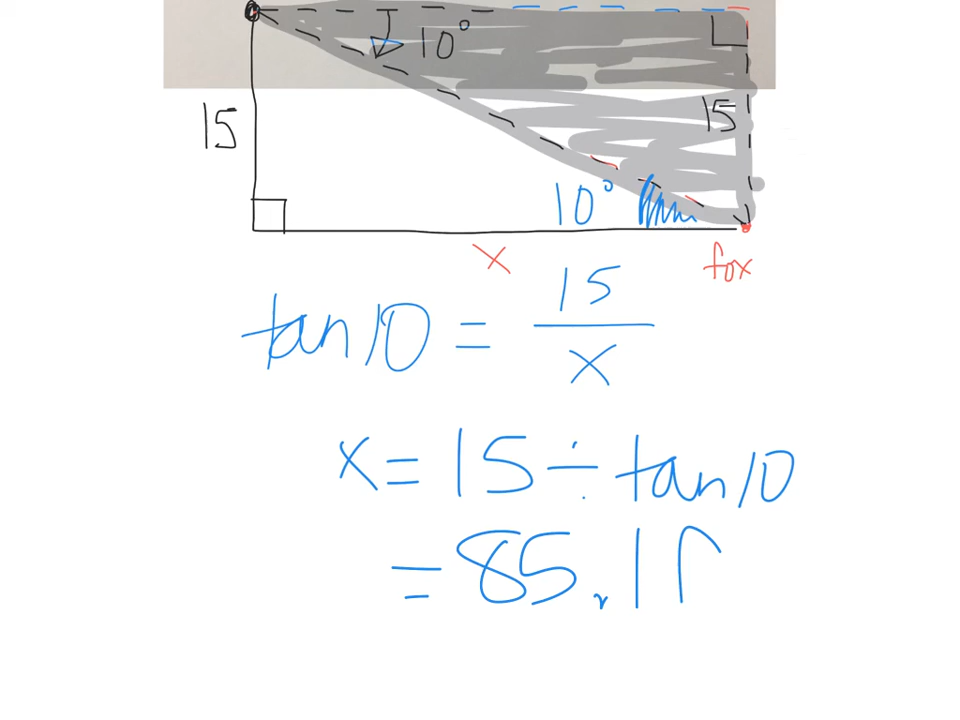 10°
15
15
10°
x
fox
tan10 = 15/x
x = 15 ÷ tan10
= 85.1